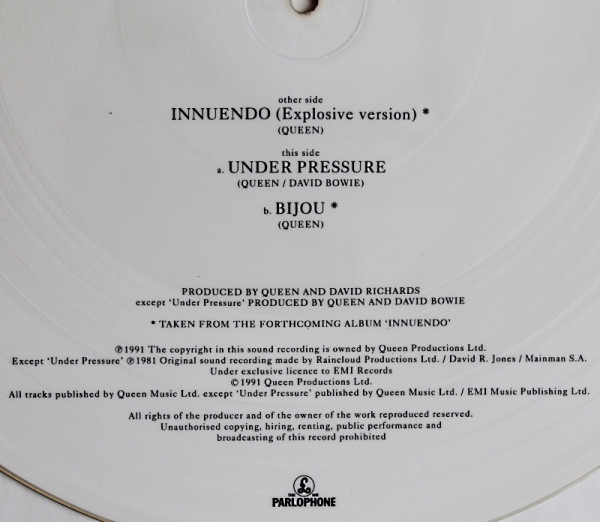 other side
INNUENDO (Explosive version) *
(QUEEN)
this side
a. UNDER PRESSURE
(QUEEN / DAVID BOWIE)
b. BIJOU *
(QUEEN)
PRODUCED BY QUEEN AND DAVID RICHARDS
except ‘Under Pressure’ PRODUCED BY QUEEN AND DAVID BOWIE
* TAKEN FROM THE FORTHCOMING ALBUM ‘INNUENDO’
℗1991 The copyright in this sound recording is owned by Queen Productions Ltd.
Except ‘Under Pressure’ ℗1981 Original sound recording made by Raincloud Productions Ltd. / David R. Jones / Mainman S.A.
Under exclusive licence to EMI Records
©1991 Queen Productions Ltd.
All tracks published by Queen Music Ltd. except ‘Under Pressure’ published by Queen Music Ltd. / EMI Music Publishing Ltd.
All rights of the producer and of the owner of the work reproduced reserved.
Unauthorised copying, hiring, renting, public performance and
broadcasting of this record prohibited
PARLOPHONE